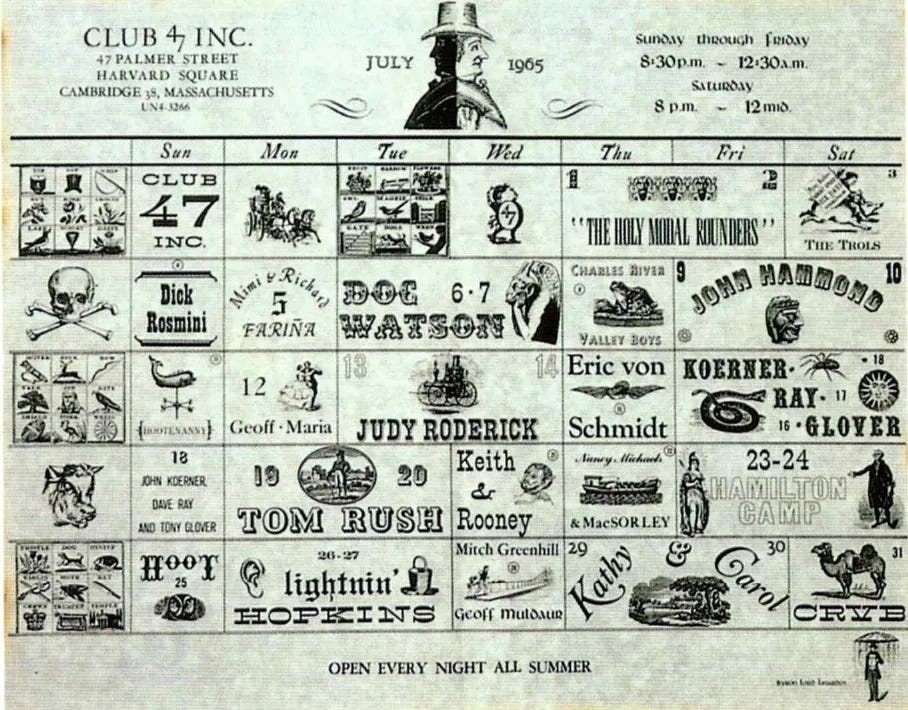 CLUB 47 INC.
47 PALMER STREET
HARVARD SQUARE
CAMBRIDGE 38, MASSACHUSETTS
UN4-3266
JULY 1965
Sunday through Friday
8:30p.m. ~ 12:30a.m.
Saturday
8 p.m. ~ 12mid.
Sun Mon Tue Wed Thu Fri Sat
CLUB
47
INC.
47
1 2
"THE HOLY MODAL ROUNDERS"
3
THE TROLS
Dick
Rosmini
Mimi & Richard
5
FARIÑA
DOC 6·7
WATSON
CHARLES RIVER
VALLEY BOYS
9 10
JOHN HAMMOND
HOOTENANNY
12
Geoff · Maria
13 14
JUDY RODERICK
Eric von
Schmidt
KOERNER · 18
RAY · 17
16 · GLOVER
18
JOHN KOERNER,
DAVE RAY
AND TONY GLOVER
19 20
TOM RUSH
Keith
&
Rooney
Nancy Michaels
& MacSORLEY
23-24
HAMILTON
CAMP
HOOT
25
26-27
lightnin'
HOPKINS
Mitch Greenhill
Geoff Muldaur
29 30
Kathy & Carol
31
CRVB
OPEN EVERY NIGHT ALL SUMMER